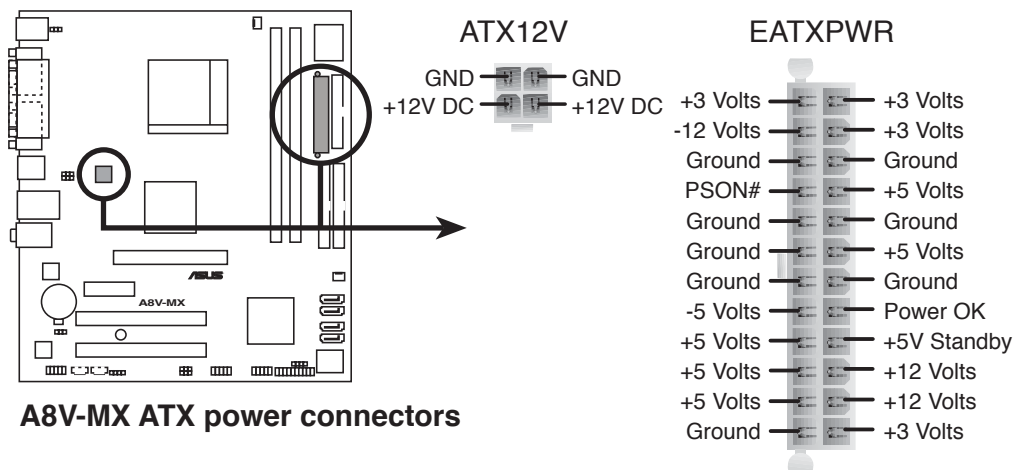 ATX12V
GND
GND
+12V DC
+12V DC
EATXPWR
+3 Volts
+3 Volts
-12 Volts
+3 Volts
Ground
Ground
PSON#
+5 Volts
Ground
Ground
Ground
+5 Volts
Ground
Ground
-5 Volts
Power OK
+5 Volts
+5V Standby
+5 Volts
+12 Volts
+5 Volts
+12 Volts
Ground
+3 Volts
ASUS
A8V-MX
A8V-MX ATX power connectors